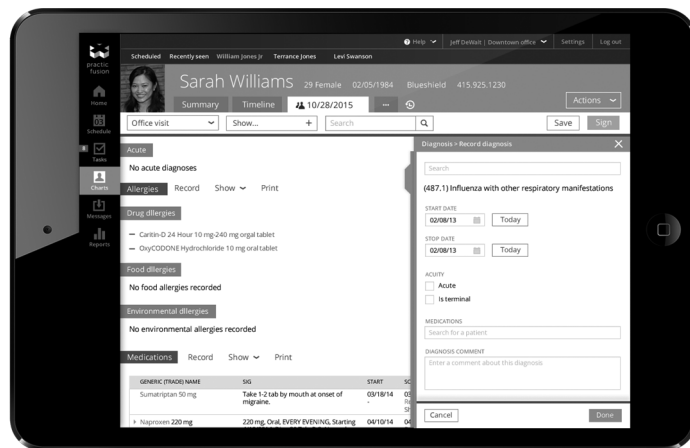 Help Jeff DeWalt | Downtown office Settings Log out
practice
fusion
Scheduled Recently seen William Jones Jr Terrance Jones Levi Swanson
Sarah Williams 29 Female 02/05/1984 Blueshield 415.925.1230
Summary Timeline 10/28/2015 ... Actions
Home
Schedule
Tasks
Charts
Messages
Reports
Office visit Show... + Search Save Sign
Acute
No acute diagnoses
Allergies Record Show Print
Drug dllergies
— Caritin-D 24 Hour 10 mg-240 mg orgal tablet
— OxyCODONE Hydrochloride 10 mg oral tablet
Food dllergies
No food allergies recorded
Environmental dllergies
No environmental allergies recorded
Medications Record Show Print
GENERIC (TRADE) NAME SIG START
Sumatriptan 50 mg Take 1-2 tab by mouth at onset of 03/18/14
migraine. -
Naproxen 220 mg 220 mg, Oral, EVERY EVENING, Starting 04/10/14
Diagnosis > Record diagnosis X
Search
(487.1) Influenza with other respiratory manifestations
START DATE
02/08/13 Today
STOP DATE
02/08/13 Today
ACUITY
Acute
Is terminal
MEDICATIONS
Search for a patient
DIAGNOSIS COMMENT
Enter a comment about this diagnosis
Cancel Done